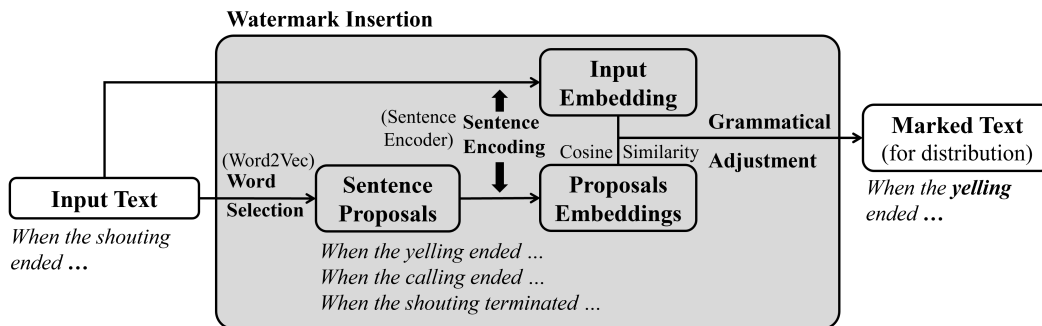 Watermark Insertion
Input
Embedding
(Sentence
Encoder)
Sentence
Encoding
Grammatical
Adjustment
Marked Text
(for distribution)
When the yelling
ended ...
Cosine
Similarity
(Word2Vec)
Word
Selection
Input Text
When the shouting
ended ...
Sentence
Proposals
Proposals
Embeddings
When the yelling ended ...
When the calling ended ...
When the shouting terminated ...